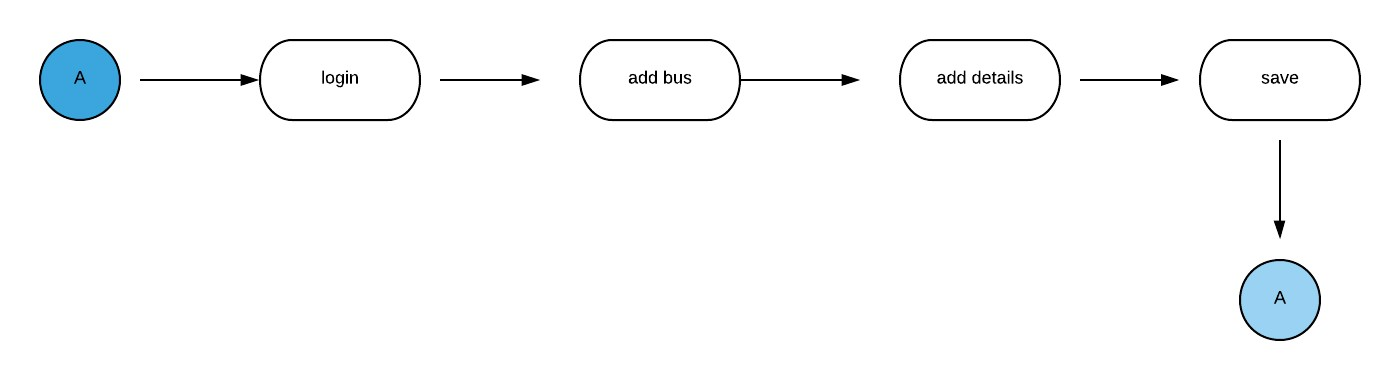 A
login
add bus
add details
save
A